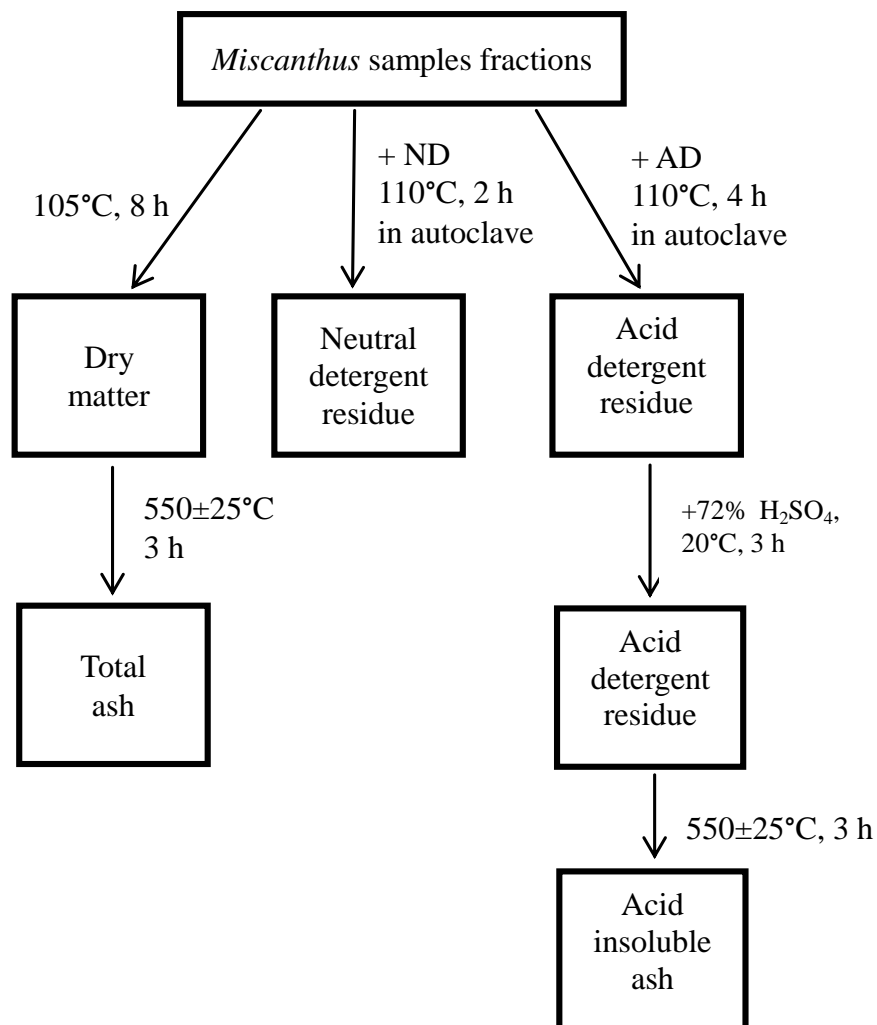 Miscanthus samples fractions
105°C, 8 h
+ ND
110°C, 2 h
in autoclave
+ AD
110°C, 4 h
in autoclave
Dry
matter
Neutral
detergent
residue
Acid
detergent
residue
550±25°C
3 h
+72% H₂SO₄,
20°C, 3 h
Total
ash
Acid
detergent
residue
550±25°C, 3 h
Acid
insoluble
ash